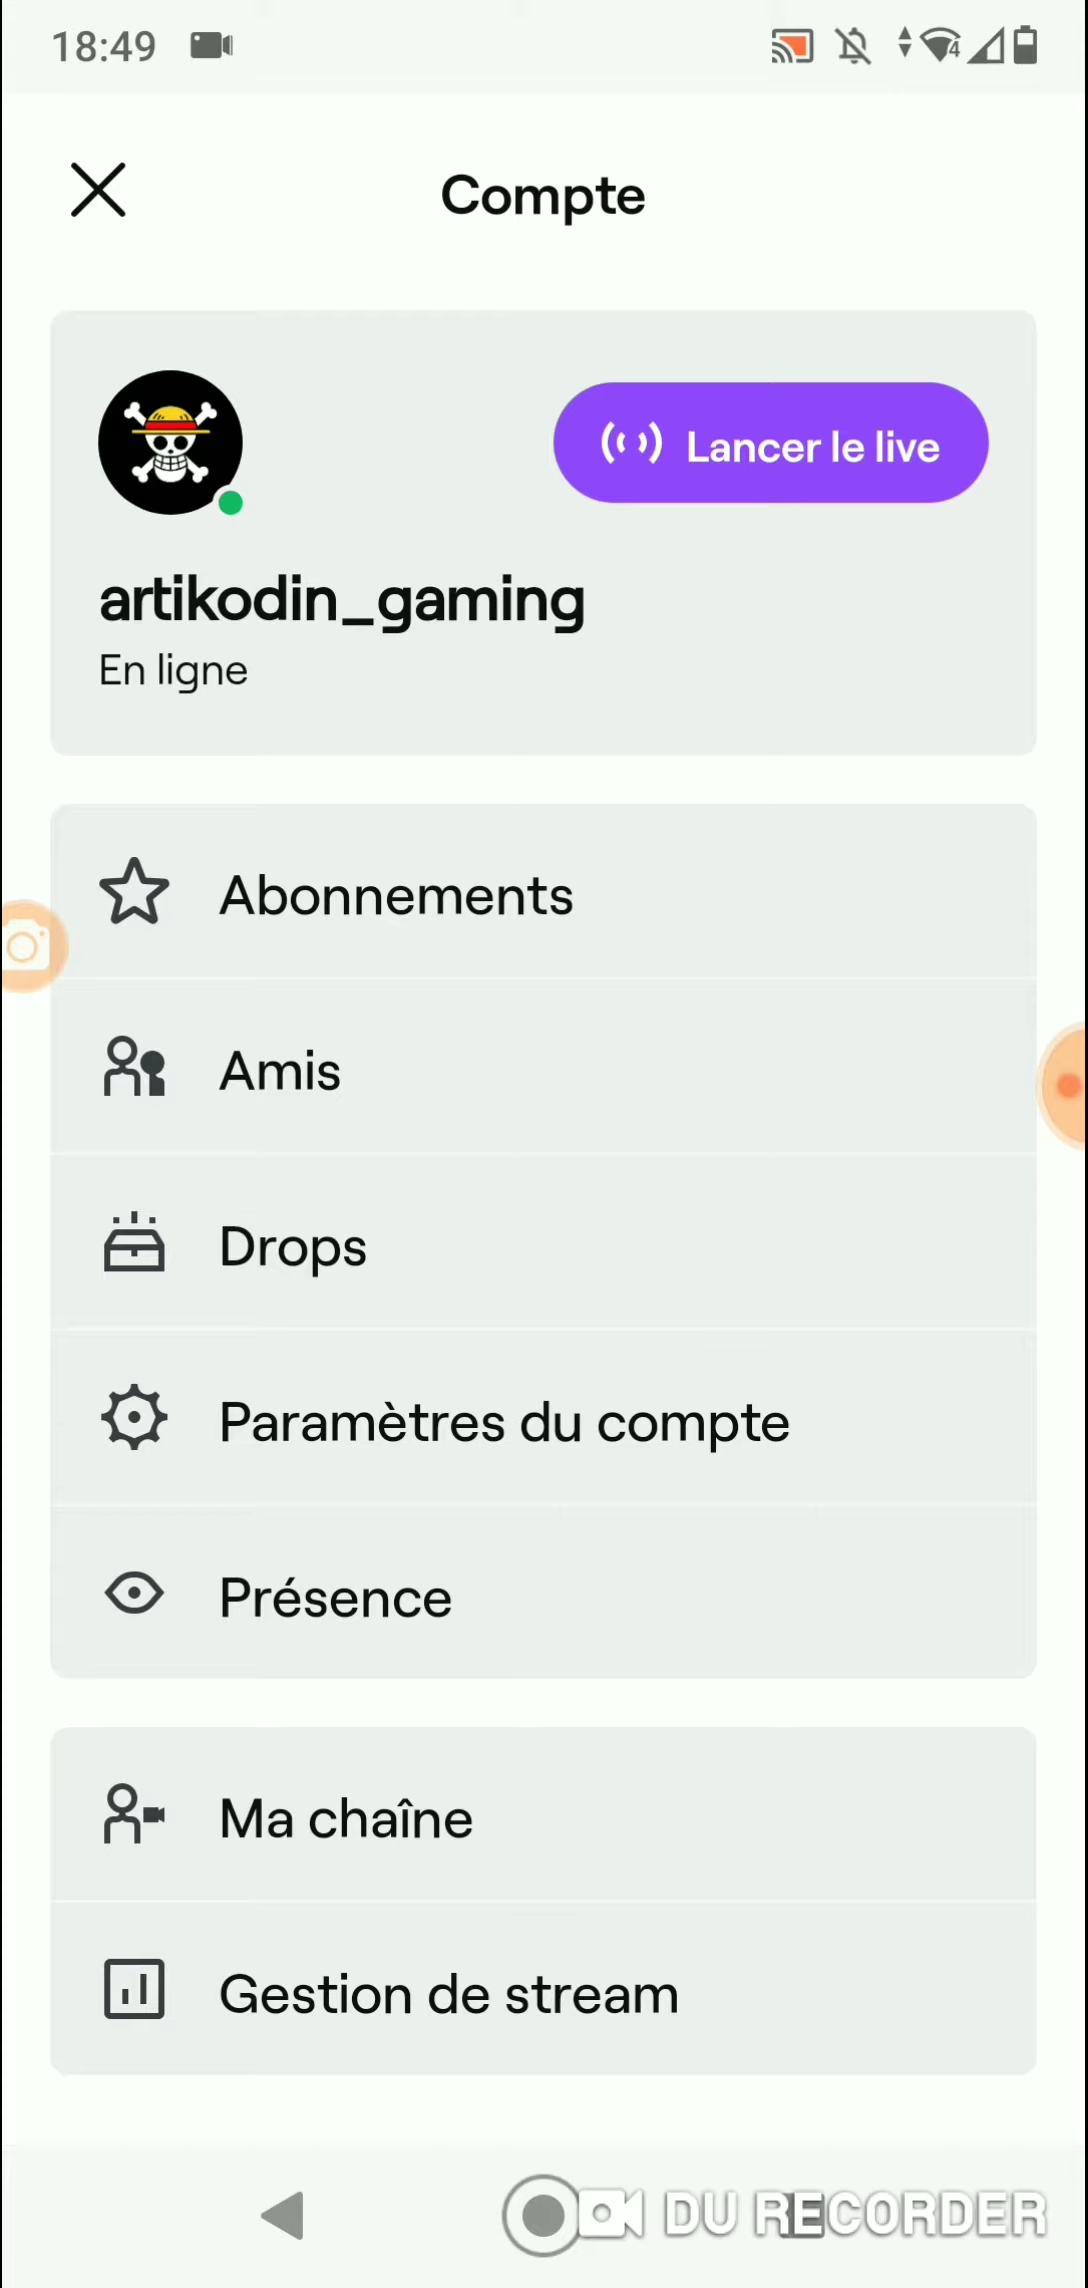 18:49
4
Compte
Lancer le live
artikodin_gaming
En ligne
Abonnements
Amis
Drops
Paramètres du compte
Présence
Ma chaîne
Gestion de stream
DU RECORDER